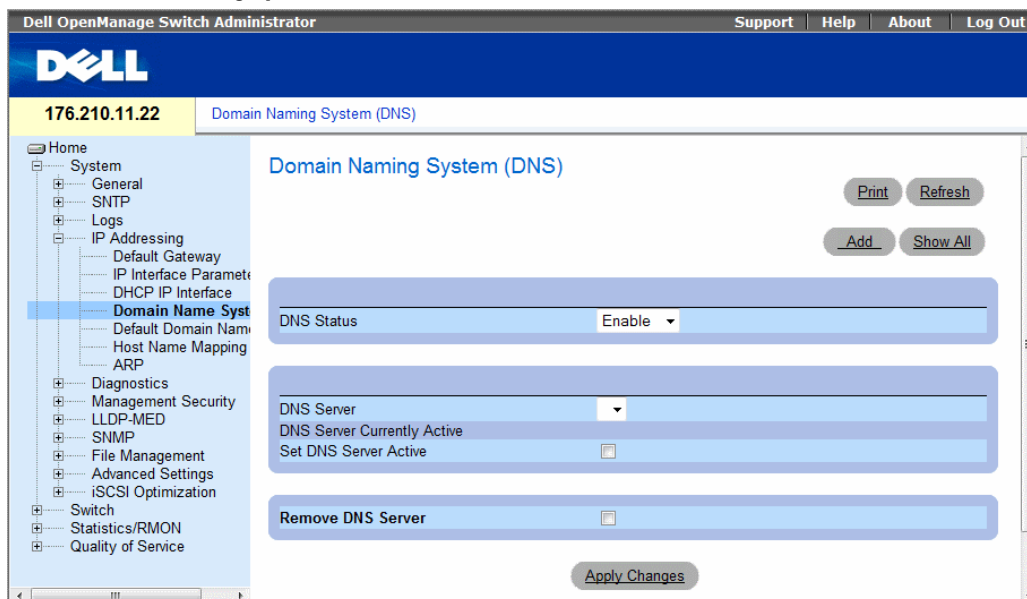 Dell OpenManage Switch Administrator Support Help About Log Out
DELL
176.210.11.22 Domain Naming System (DNS)
Home
System
General
SNTP
Logs
IP Addressing
Default Gateway
IP Interface Paramete
DHCP IP Interface
Domain Name Syst
Default Domain Name
Host Name Mapping
ARP
Diagnostics
Management Security
LLDP-MED
SNMP
File Management
Advanced Settings
iSCSI Optimization
Switch
Statistics/RMON
Quality of Service
Domain Naming System (DNS)
Print Refresh
Add Show All
DNS Status Enable
DNS Server
DNS Server Currently Active
Set DNS Server Active
Remove DNS Server
Apply Changes